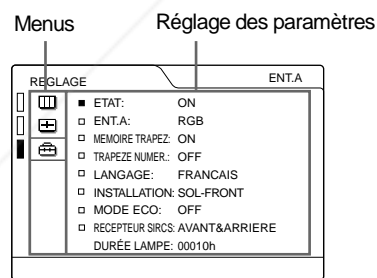 Menus Réglage des paramètres
REGLAGE ENT.A
ETAT: ON
ENT.A: RGB
MEMOIRE TRAPEZ: ON
TRAPEZE NUMER.: OFF
LANGAGE: FRANCAIS
INSTALLATION: SOL-FRONT
MODE ECO: OFF
RECEPTEUR SIRCS: AVANT&ARRIERE
DURÉE LAMPE: 00010h